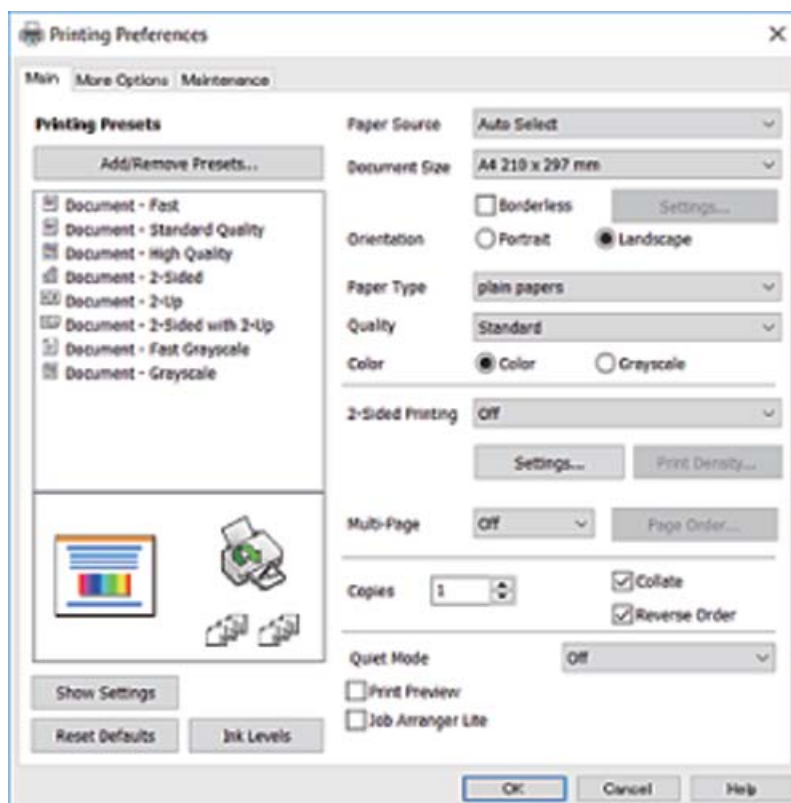 Printing Preferences
Main More Options Maintenance
Printing Presets
Add/Remove Presets...
Document - Fast
Document - Standard Quality
Document - High Quality
Document - 2-Sided
Document - 2-Up
Document - 2-Sided with 2-Up
Document - Fast Grayscale
Document - Grayscale
Show Settings
Reset Defaults Ink Levels
Paper Source Auto Select
Document Size A4 210 x 297 mm
Borderless Settings...
Orientation Portrait Landscape
Paper Type plain papers
Quality Standard
Color Color Grayscale
2-Sided Printing Off
Settings... Print Density...
Multi-Page Off Page Order...
Copies 1 Collate
Reverse Order
Quiet Mode Off
Print Preview
Job Arranger Lite
OK Cancel Help